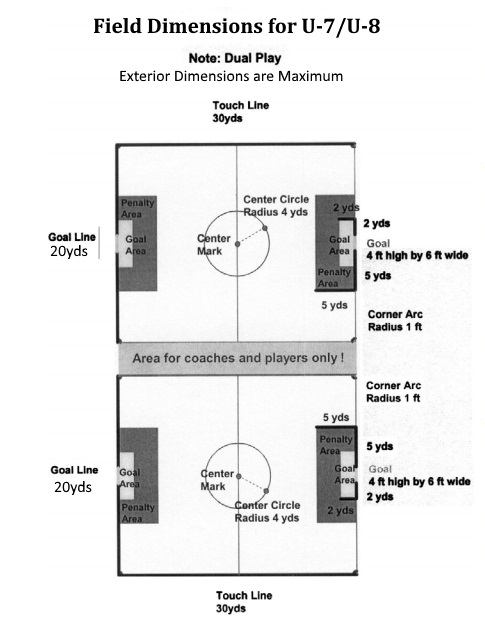 Field Dimensions for U-7/U-8
Note: Dual Play
Exterior Dimensions are Maximum
Touch Line
30yds
Penalty
Area
Center Circle
Radius 4 yds
2 yds
2 yds
Goal Line
20yds
Goal
Area
Center
Mark
Goal
Area
Goal
4 ft high by 6 ft wide
Penalty
Area
5 yds
5 yds
Corner Arc
Radius 1 ft
Area for coaches and players only !
Corner Arc
Radius 1 ft
5 yds
Penalty
Area
5 yds
Goal Line
20yds
Goal
Area
Center
Mark
Goal
Area
Goal
4 ft high by 6 ft wide
2 yds
Penalty
Area
Center Circle
Radius 4 yds
2 yds
Touch Line
30yds